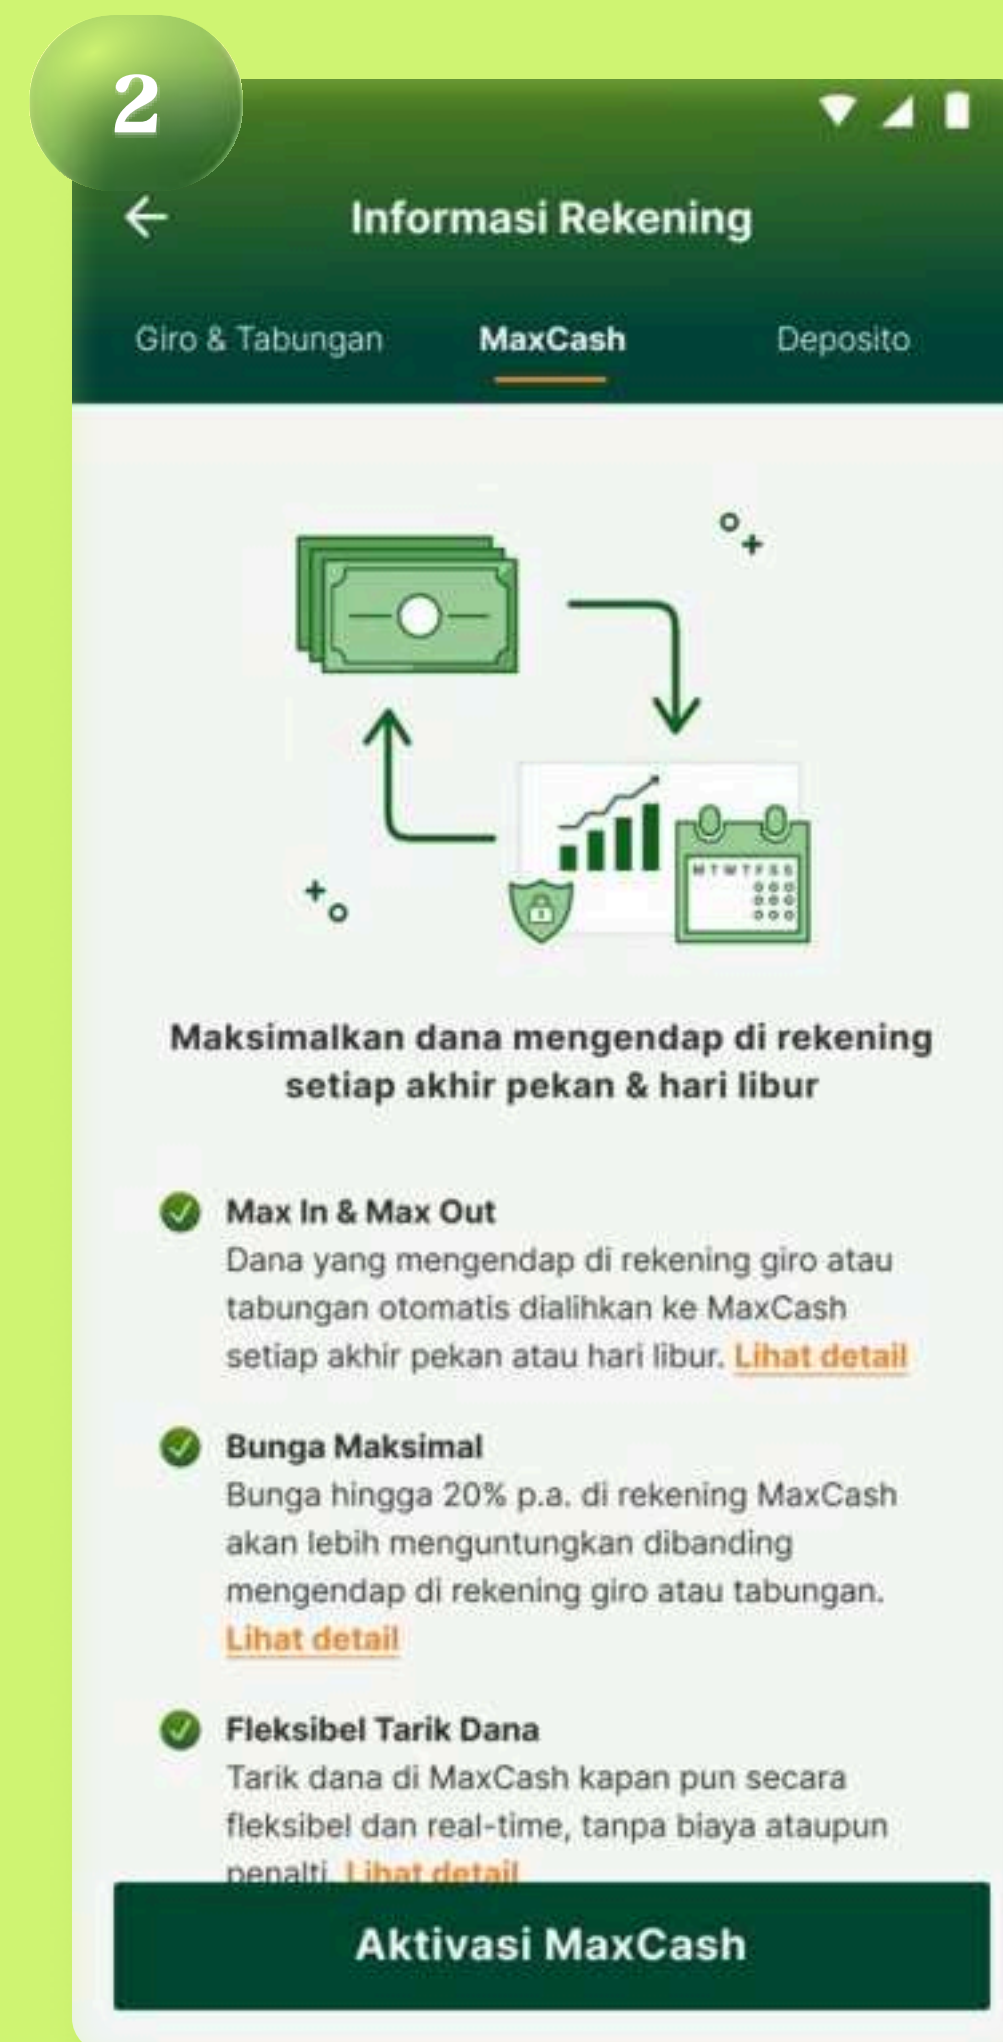 2
Informasi Rekening
Giro & Tabungan
MaxCash
Deposito
M T W T F S S
Maksimalkan dana mengendap di rekening
setiap akhir pekan & hari libur
Max In & Max Out
Dana yang mengendap di rekening giro atau
tabungan otomatis dialihkan ke MaxCash
setiap akhir pekan atau hari libur. Lihat detail
Bunga Maksimal
Bunga hingga 20% p.a. di rekening MaxCash
akan lebih menguntungkan dibanding
mengendap di rekening giro atau tabungan.
Lihat detail
Fleksibel Tarik Dana
Tarik dana di MaxCash kapan pun secara
fleksibel dan real-time, tanpa biaya ataupun
penalti. Lihat detail
Aktivasi MaxCash